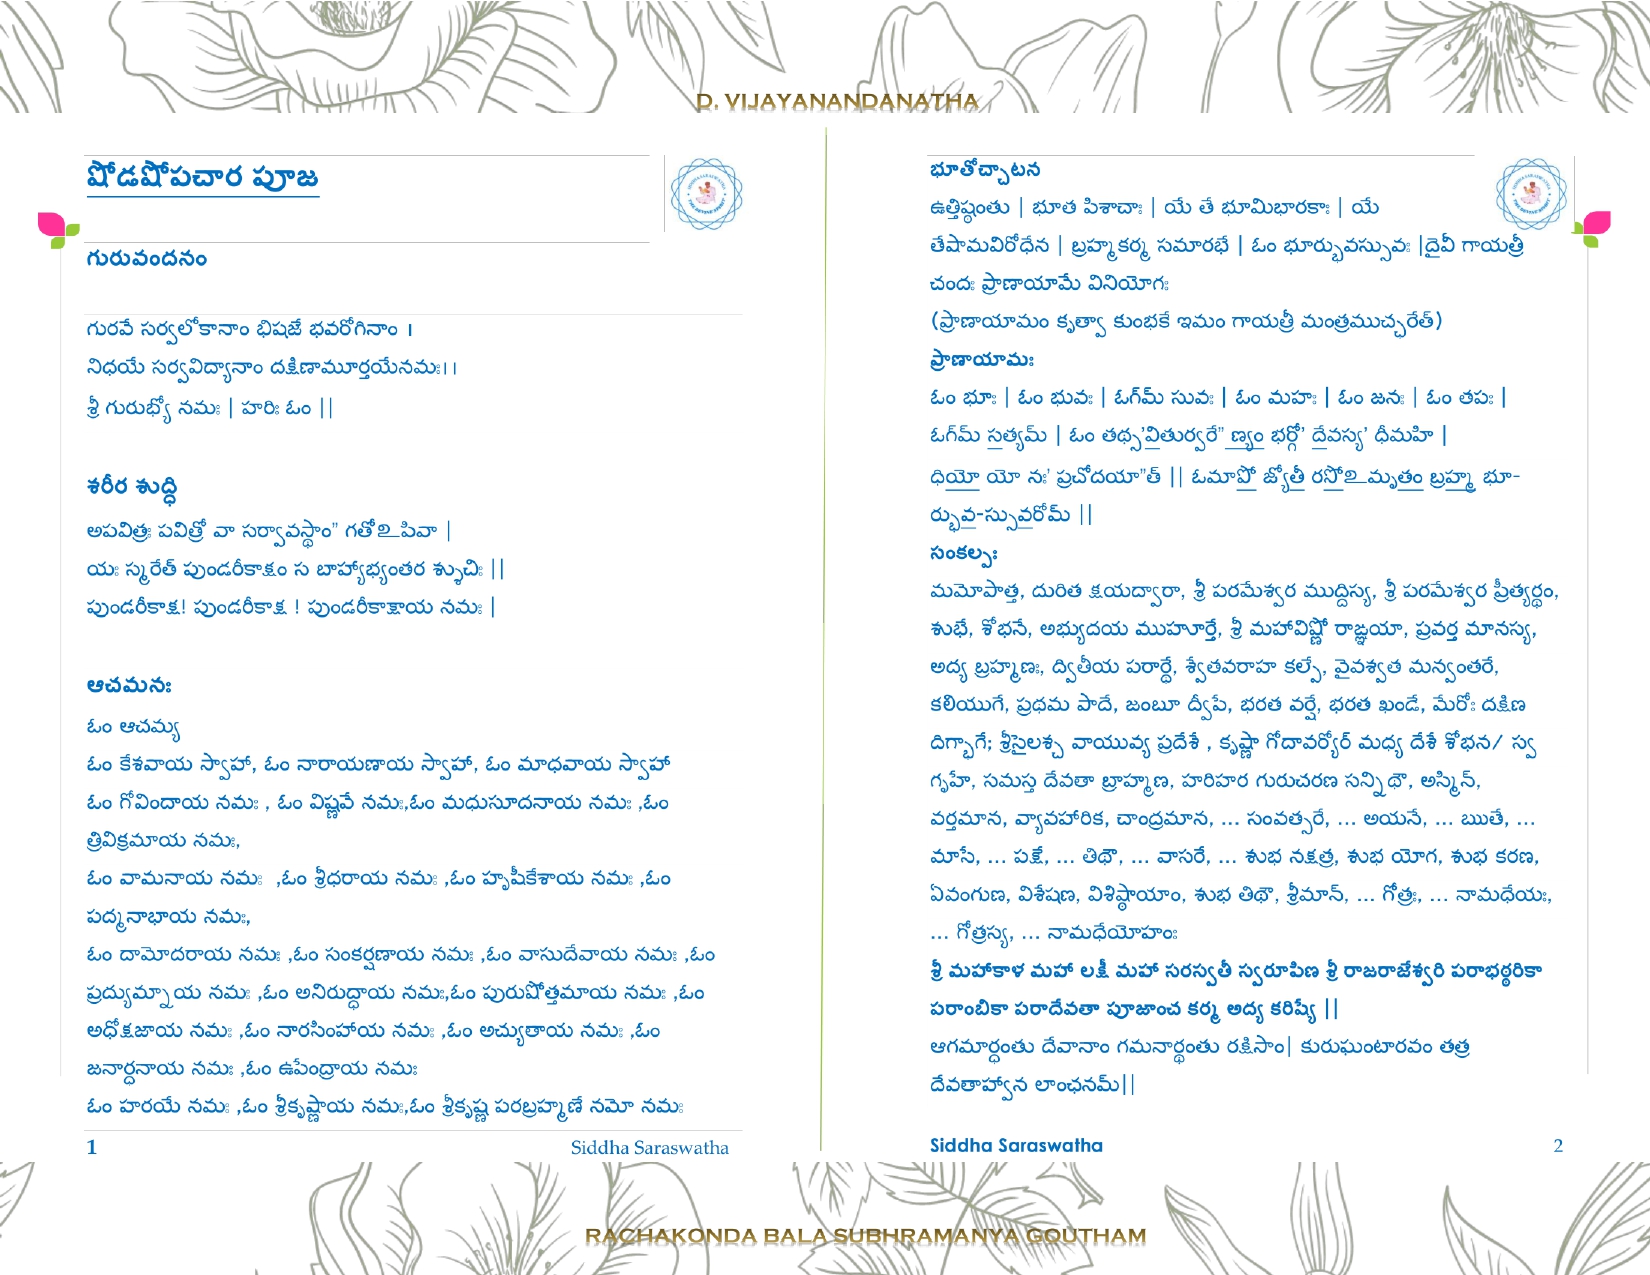 D. VIJAYANANDANATHA
షోడషోపచార పూజ
గురువందనం
గురవే సర్వలోకానాం భిషజే భవరోగినాం ।
నిధయే సర్వవిద్యానాం దక్షిణామూర్తయేనమః।।
శ్రీ గురుభ్యో నమః | హరిః ఓం ||
శరీర శుద్ధి
అపవిత్రః పవిత్రో వా సర్వావస్థాం” గతోఽపివా |
యః స్మరేత్ పుండరీకాక్షం స బాహ్యాభ్యంతర శ్శుచిః ||
పుండరీకాక్ష! పుండరీకాక్ష ! పుండరీకాక్షాయ నమః |
ఆచమనః
ఓం ఆచమ్య
ఓం కేశవాయ స్వాహా, ఓం నారాయణాయ స్వాహా, ఓం మాధవాయ స్వాహా
ఓం గోవిందాయ నమః , ఓం విష్ణవే నమః,ఓం మధుసూదనాయ నమః ,ఓం
త్రివిక్రమాయ నమః,
ఓం వామనాయ నమః ,ఓం శ్రీధరాయ నమః ,ఓం హృషీకేశాయ నమః ,ఓం
పద్మనాభాయ నమః,
ఓం దామోదరాయ నమః ,ఓం సంకర్షణాయ నమః ,ఓం వాసుదేవాయ నమః ,ఓం
ప్రద్యుమ్నాయ నమః ,ఓం అనిరుద్ధాయ నమః,ఓం పురుషోత్తమాయ నమః ,ఓం
అధోక్షజాయ నమః ,ఓం నారసింహాయ నమః ,ఓం అచ్యుతాయ నమః ,ఓం
జనార్ధనాయ నమః ,ఓం ఉపేంద్రాయ నమః
ఓం హరయే నమః ,ఓం శ్రీకృష్ణాయ నమః,ఓం శ్రీకృష్ణ పరబ్రహ్మణే నమో నమః
1 Siddha Saraswatha
భూతోచ్చాటన
ఉత్తిష్ఠంతు | భూత పిశాచాః | యే తే భూమిభారకాః | యే
తేషామవిరోధేన | బ్రహ్మకర్మ సమారభే | ఓం భూర్భువస్సువః |దైవీ గాయత్రీ
చందః ప్రాణాయామే వినియోగః
(ప్రాణాయామం కృత్వా కుంభకే ఇమం గాయత్రీ మంత్రముచ్ఛరేత్)
ప్రాణాయామః
ఓం భూః | ఓం భువః | ఓగ్‌మ్ సువః | ఓం మహః | ఓం జనః | ఓం తపః |
ఓగ్‌మ్ సత్యమ్ | ఓం తథ్స’వితుర్వరే” ణ్యం భర్గో’ దేవస్య’ ధీమహి |
ధియో యో నః’ ప్రచోదయా”త్ || ఓమాపో జ్యోతీ రసోఽమృతం బ్రహ్మ భూ-
ర్భువ-స్సువరోమ్ ||
సంకల్పః
మమోపాత్త, దురిత క్షయద్వారా, శ్రీ పరమేశ్వర ముద్దిస్య, శ్రీ పరమేశ్వర ప్రీత్యర్థం,
శుభే, శోభనే, అభ్యుదయ ముహూర్తే, శ్రీ మహావిష్ణో రాజ్ఞయా, ప్రవర్త మానస్య,
అద్య బ్రహ్మణః, ద్వితీయ పరార్ధే, శ్వేతవరాహ కల్పే, వైవశ్వత మన్వంతరే,
కలియుగే, ప్రథమ పాదే, జంబూ ద్వీపే, భరత వర్షే, భరత ఖండే, మేరోః దక్షిణ
దిగ్భాగే; శ్రీశైలశ్చ వాయువ్య ప్రదేశే , కృష్ణా గోదావర్యోర్ మధ్య దేశే శోభన/ స్వ
గృహే, సమస్త దేవతా బ్రాహ్మణ, హరిహర గురుచరణ సన్నిథౌ, అస్మిన్,
వర్తమాన, వ్యావహారిక, చాంద్రమాన, ... సంవత్సరే, ... అయనే, ... ఋతే, ...
మాసే, ... పక్షే, ... తిథౌ, ... వాసరే, ... శుభ నక్షత్ర, శుభ యోగ, శుభ కరణ,
ఏవంగుణ, విశేషణ, విశిష్ఠాయాం, శుభ తిథౌ, శ్రీమాన్, ... గోత్రః, ... నామధేయః,
... గోత్రస్య, ... నామధేయోహంః
శ్రీ మహాకాళ మహా లక్షీ మహా సరస్వతీ స్వరూపిణ శ్రీ రాజరాజేశ్వరి పరాభఠ్ఠరికా
పరాంబికా పరాదేవతా పూజాంచ కర్మ అద్య కరిష్యే ||
ఆగమార్ధంతు దేవానాం గమనార్థంతు రక్షిసాం| కురుఘంటారవం తత్ర
దేవతాహ్వాన లాంఛనమ్||
Siddha Saraswatha 2
RACHAKONDA BALA SUBHRAMANYA GOUTHAM